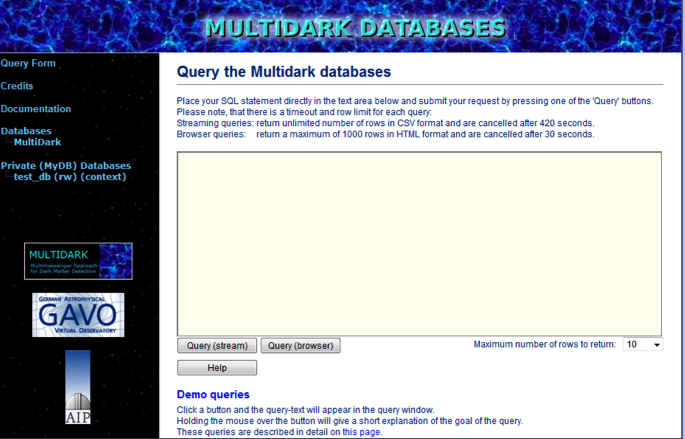 MULTIDARK DATABASES
Query Form
Credits
Documentation
Databases
MultiDark
Private (MyDB) Databases
test_db (rw) (context)
MULTIDARK
Multimessenger Approach
for Dark Matter Detection
German Astrophysical
GAVO
Virtual Observatory
AIP
Query the Multidark databases
Place your SQL statement directly in the text area below and submit your request by pressing one of the 'Query' buttons.
Please note, that there is a timeout and row limit for each query:
Streaming queries: return unlimited number of rows in CSV format and are cancelled after 420 seconds.
Browser queries: return a maximum of 1000 rows in HTML format and are cancelled after 30 seconds.
Query (stream)
Query (browser)
Maximum number of rows to return: 10
Help
Demo queries
Click a button and the query-text will appear in the query window.
Holding the mouse over the button will give a short explanation of the goal of the query.
These queries are described in detail on this page.